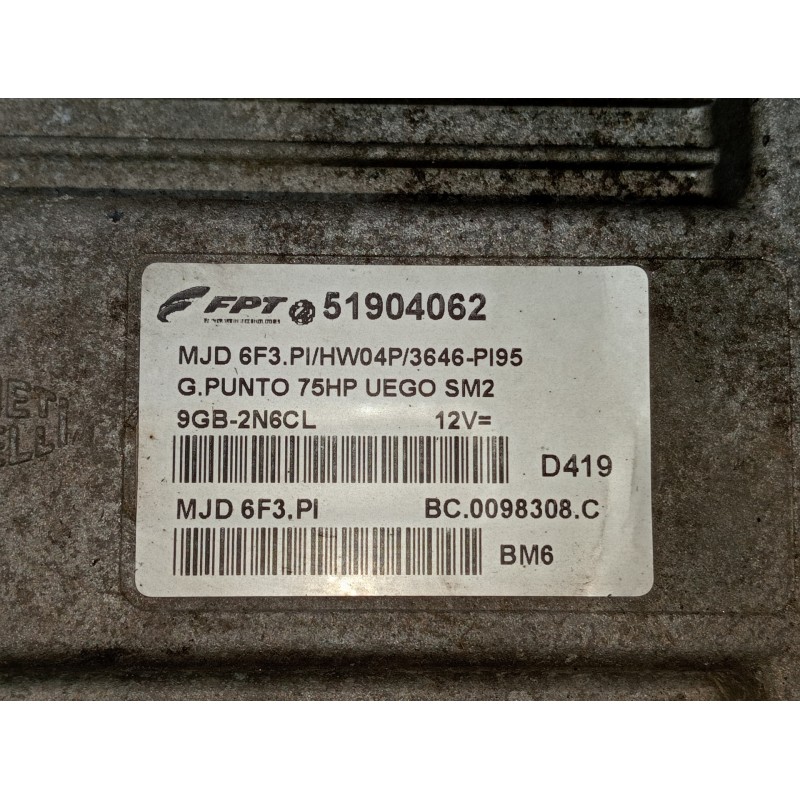 FPT 51904062
MJD 6F3.PI/HW04P/3646-PI95
G.PUNTO 75HP UEGO SM2
9GB-2N6CL 12V=
D419
MJD 6F3.PI BC.0098308.C
BM6